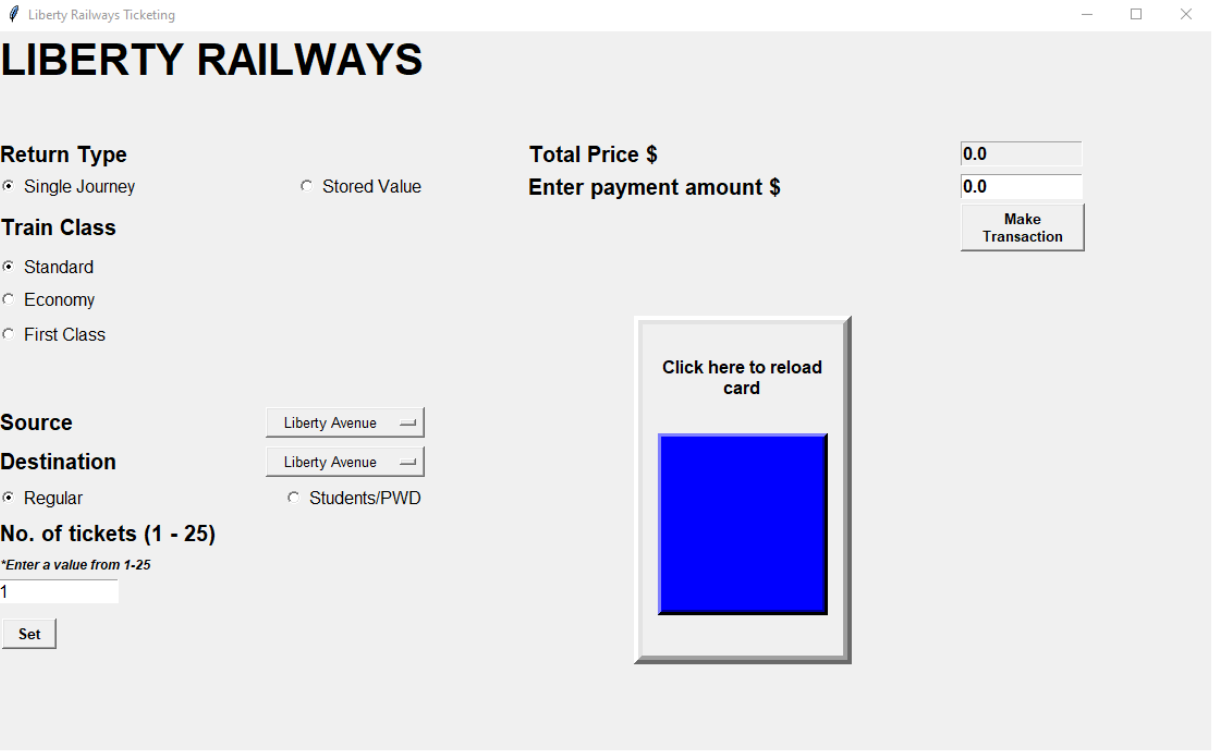 Liberty Railways Ticketing
LIBERTY RAILWAYS
Return Type
Single Journey
Stored Value
Train Class
Standard
Economy
First Class
Source
Liberty Avenue
Destination
Liberty Avenue
Regular
Students/PWD
No. of tickets (1 - 25)
*Enter a value from 1-25
1
Set
Total Price $
0.0
Enter payment amount $
0.0
Make
Transaction
Click here to reload
card